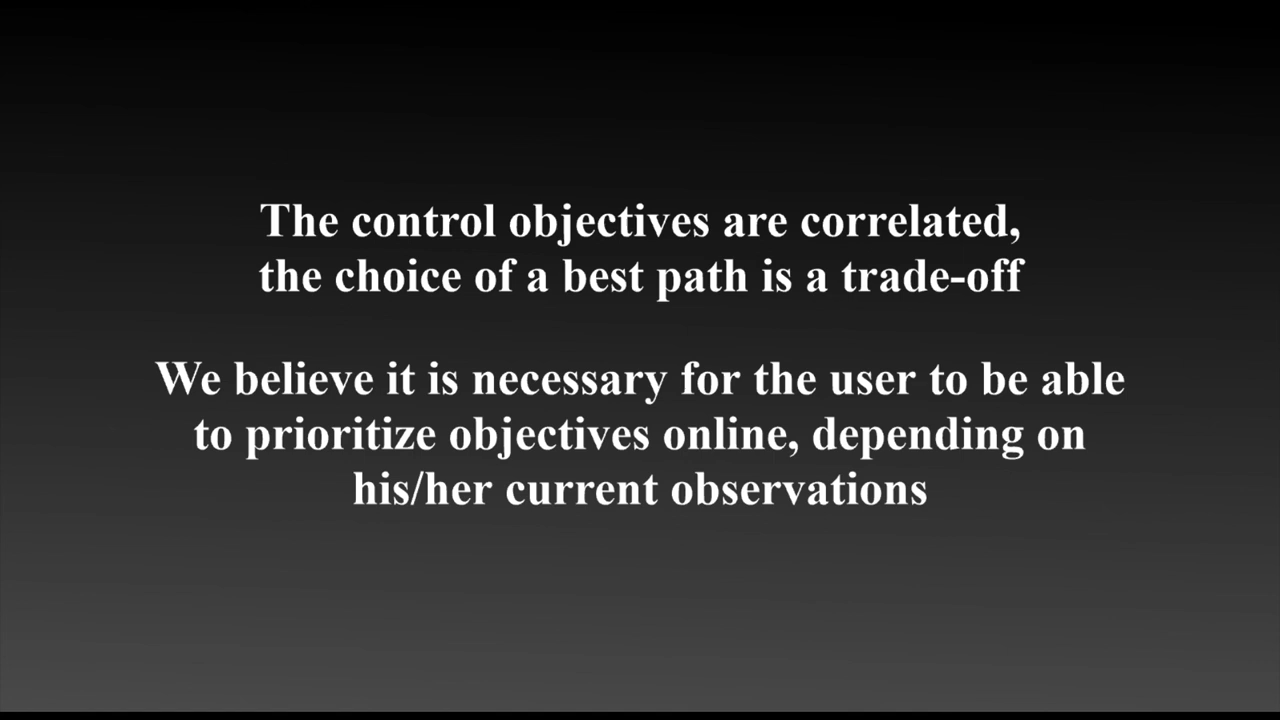 The control objectives are correlated,
the choice of a best path is a trade-off
We believe it is necessary for the user to be able
to prioritize objectives online, depending on
his/her current observations